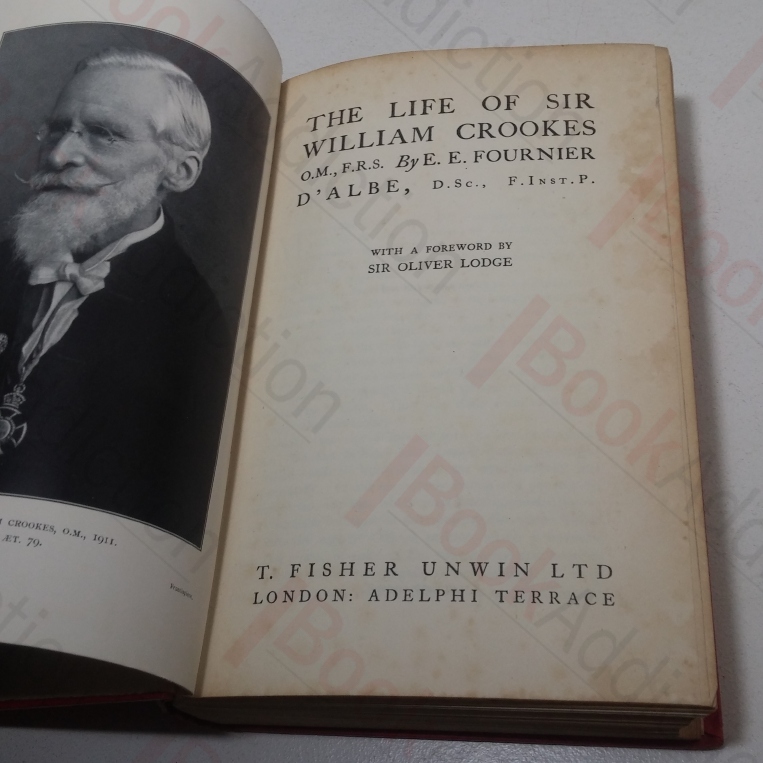 M CROOKES, O.M., 1911.
ÆT. 79.
THE LIFE OF SIR
WILLIAM CROOKES
O.M., F.R.S. By E. E. FOURNIER
D'ALBE, D.Sc., F.Inst.P.
WITH A FOREWORD BY
SIR OLIVER LODGE
T. FISHER UNWIN LTD
LONDON: ADELPHI TERRACE
BookAddiction